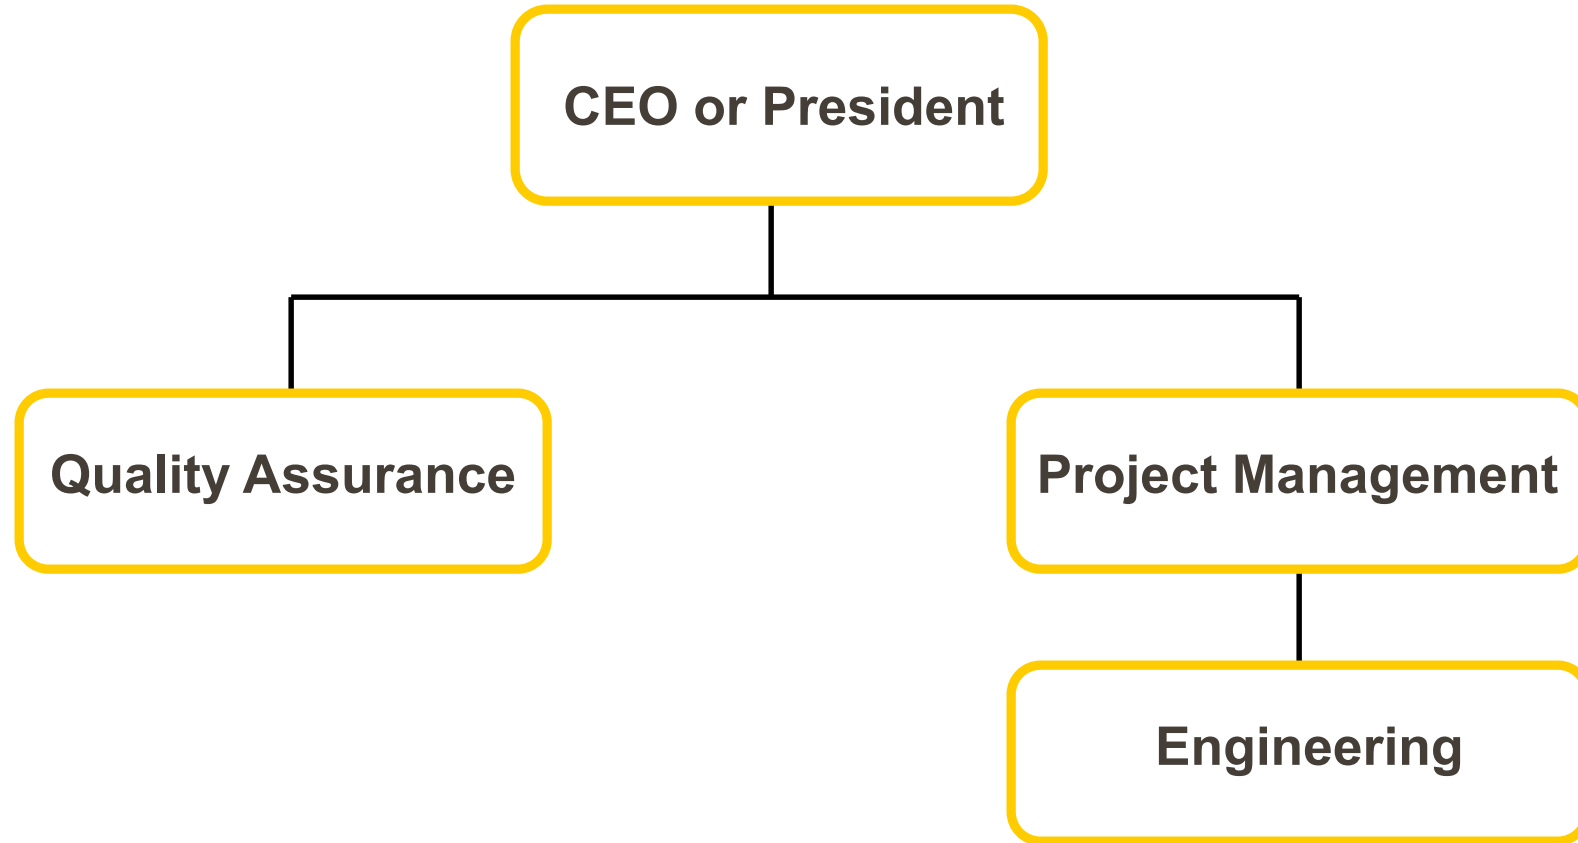 CEO or President
Quality Assurance
Project Management
Engineering